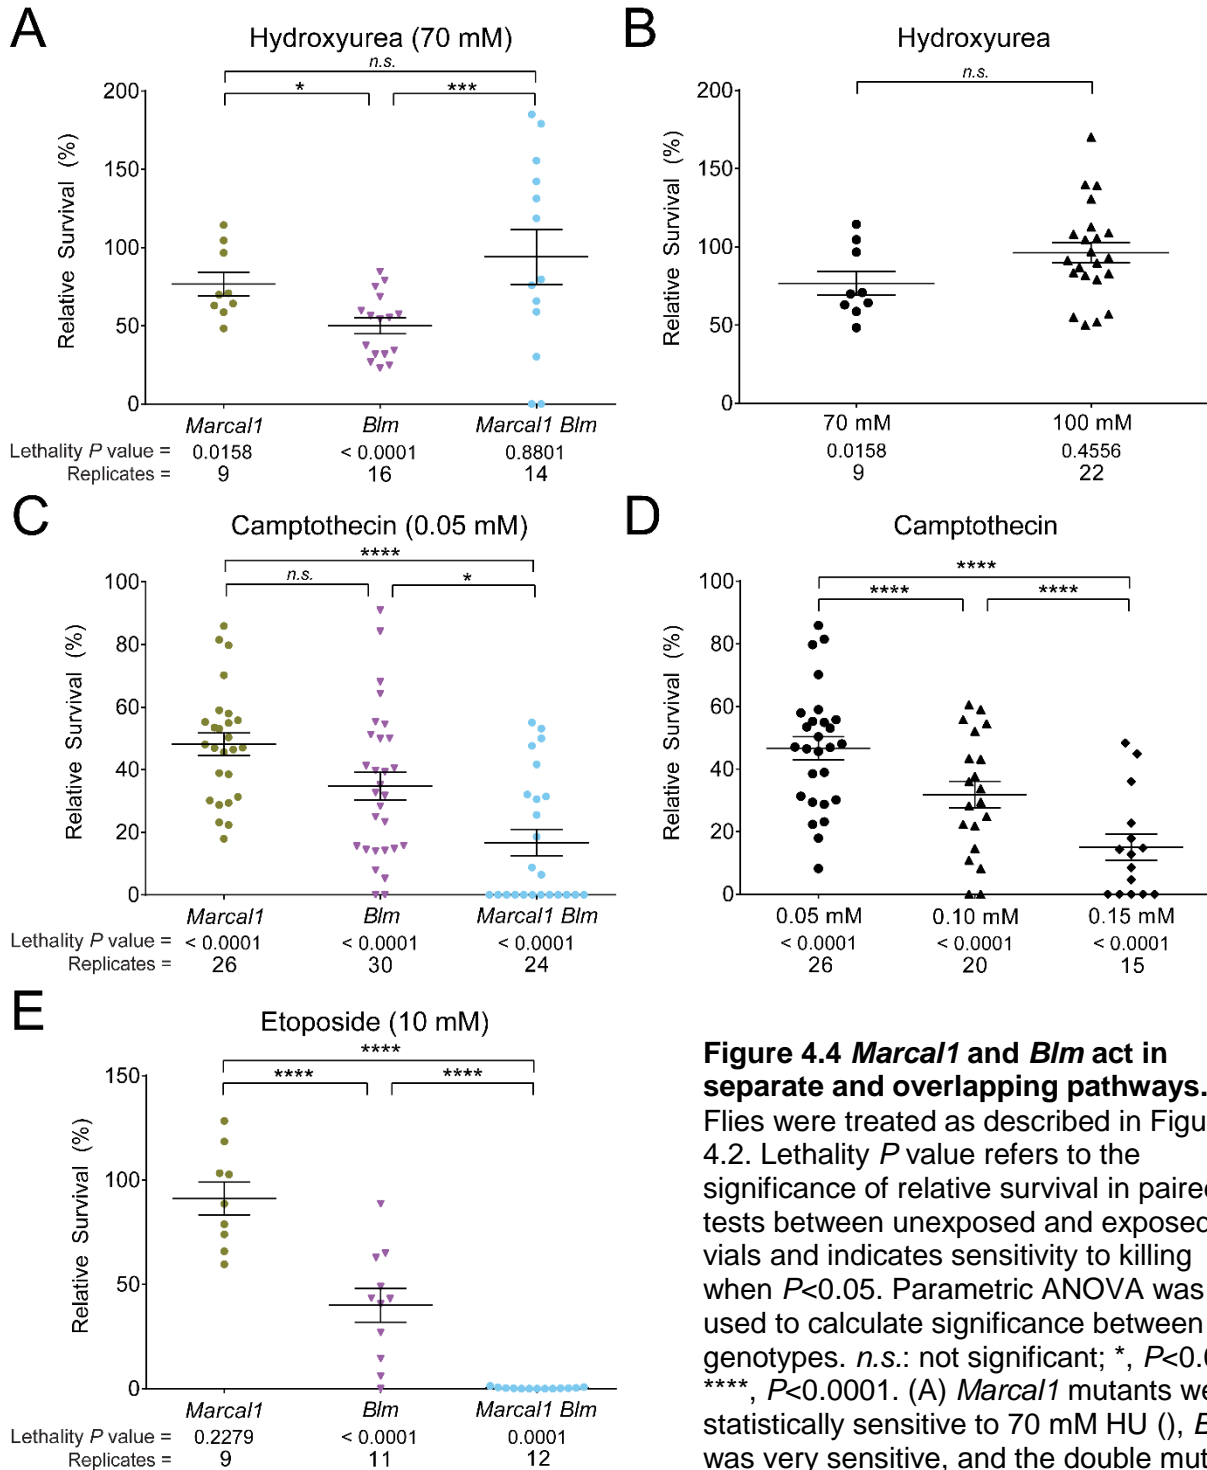 A
Hydroxyurea (70 mM)
n.s.
* ***
Relative Survival (%)
200
150
100
50
0
Marcal1 Blm Marcal1 Blm
Lethality P value = 0.0158 < 0.0001 0.8801
Replicates = 9 16 14
B
Hydroxyurea
n.s.
Relative Survival (%)
200
150
100
50
0
70 mM 100 mM
0.0158 0.4556
9 22
C
Camptothecin (0.05 mM)
****
n.s. *
Relative Survival (%)
100
80
60
40
20
0
Marcal1 Blm Marcal1 Blm
Lethality P value = < 0.0001 < 0.0001 < 0.0001
Replicates = 26 30 24
D
Camptothecin
****
**** ****
Relative Survival (%)
100
80
60
40
20
0
0.05 mM 0.10 mM 0.15 mM
< 0.0001 < 0.0001 < 0.0001
26 20 15
E
Etoposide (10 mM)
****
**** ****
Relative Survival (%)
150
100
50
0
Marcal1 Blm Marcal1 Blm
Lethality P value = 0.2279 < 0.0001 0.0001
Replicates = 9 11 12
Figure 4.4 Marcal1 and Blm act in
separate and overlapping pathways.
Flies were treated as described in Figu
4.2. Lethality P value refers to the
significance of relative survival in paired
tests between unexposed and exposed
vials and indicates sensitivity to killing
when P<0.05. Parametric ANOVA was
used to calculate significance between
genotypes. n.s.: not significant; *, P<0.0
****, P<0.0001. (A) Marcal1 mutants we
statistically sensitive to 70 mM HU (),
was very sensitive, and the double mut